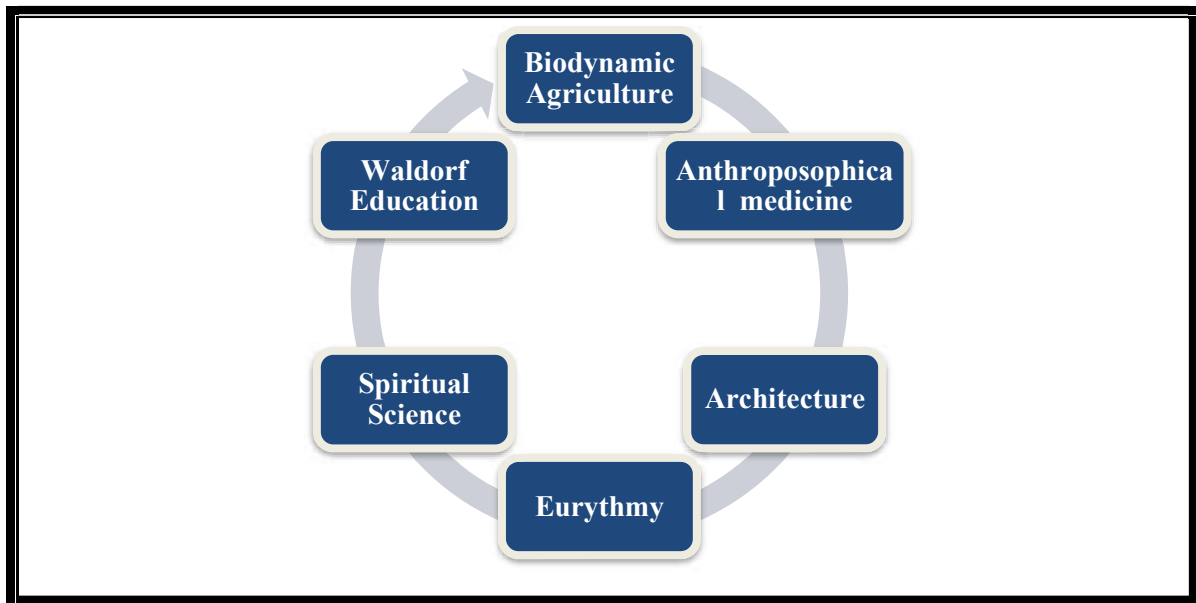 Biodynamic
Agriculture
Anthroposophica
l medicine
Architecture
Eurythmy
Spiritual
Science
Waldorf
Education